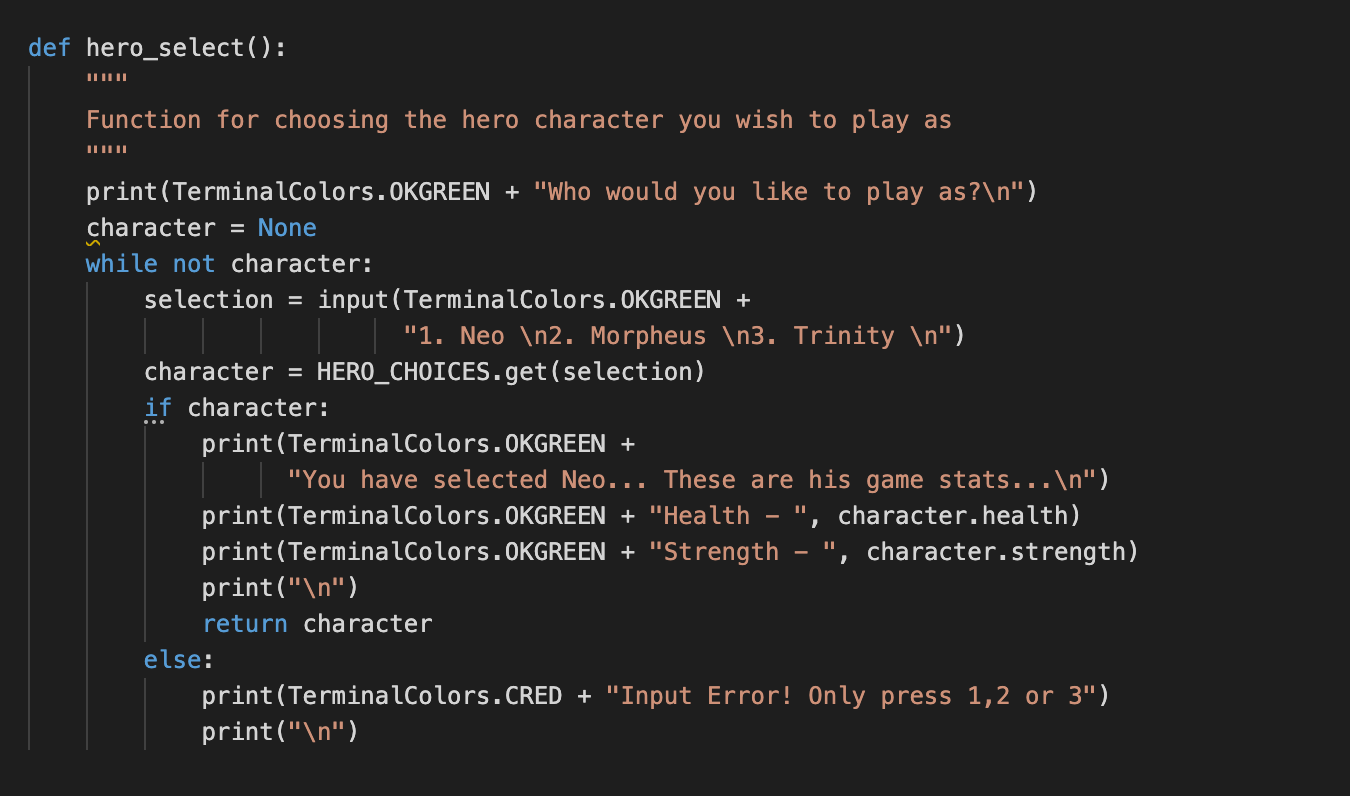 def hero_select():
    """
    Function for choosing the hero character you wish to play as
    """
    print(TerminalColors.OKGREEN + "Who would you like to play as?\n")
    character = None
    while not character:
        selection = input(TerminalColors.OKGREEN +
                          "1. Neo \n2. Morpheus \n3. Trinity \n")
        character = HERO_CHOICES.get(selection)
        if character:
            print(TerminalColors.OKGREEN +
                  "You have selected Neo... These are his game stats...\n")
            print(TerminalColors.OKGREEN + "Health - ", character.health)
            print(TerminalColors.OKGREEN + "Strength - ", character.strength)
            print("\n")
            return character
        else:
            print(TerminalColors.CRED + "Input Error! Only press 1,2 or 3")
            print("\n")